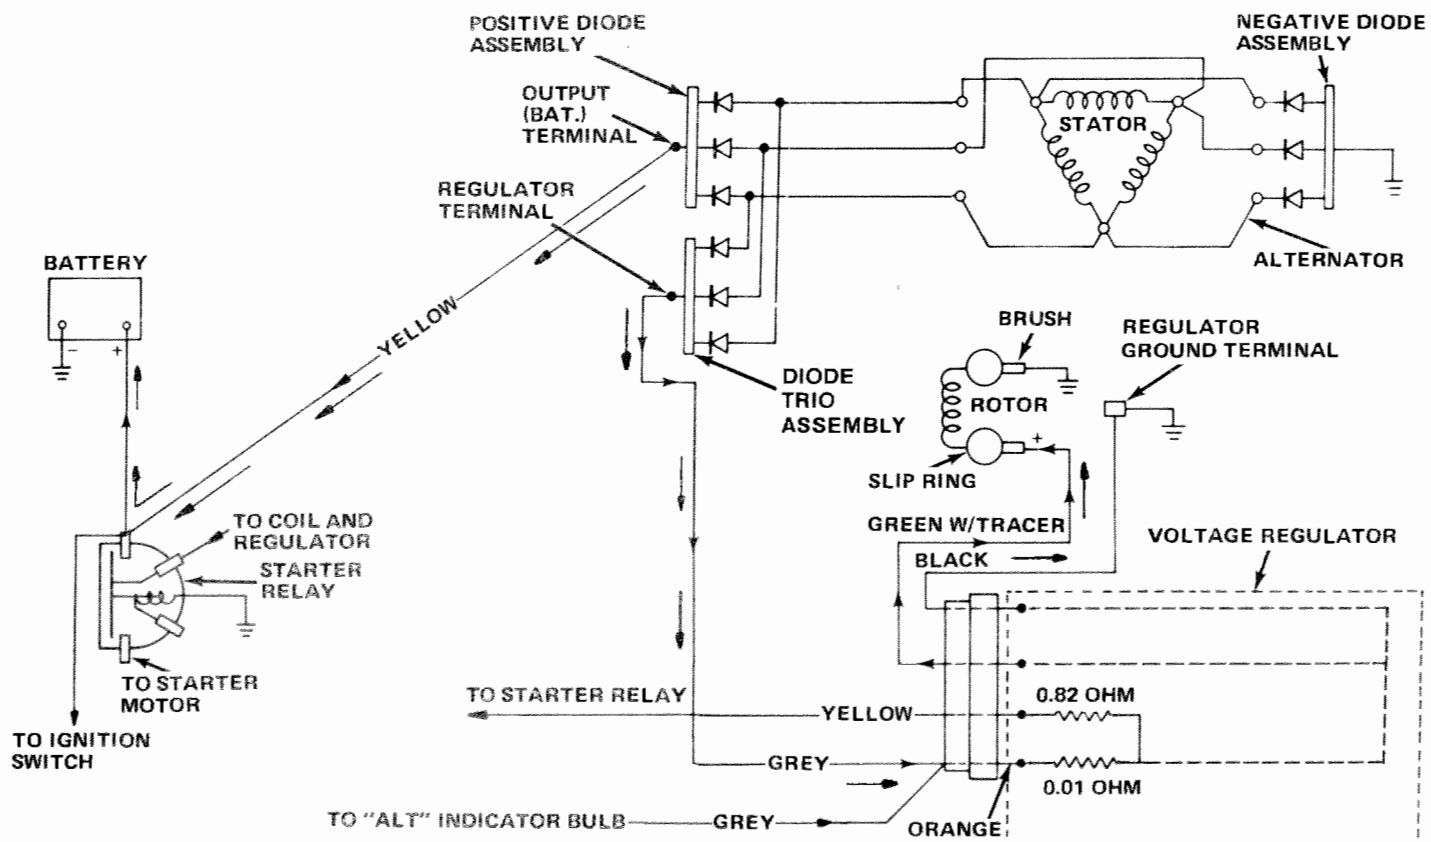 POSITIVE DIODE
ASSEMBLY
NEGATIVE DIODE
ASSEMBLY
OUTPUT
(BAT.)
TERMINAL
STATOR
REGULATOR
TERMINAL
BATTERY
- +
ALTERNATOR
YELLOW
BRUSH
REGULATOR
GROUND TERMINAL
DIODE
TRIO
ASSEMBLY
ROTOR
+
SLIP RING
TO COIL AND
REGULATOR
GREEN W/TRACER
VOLTAGE REGULATOR
BLACK
STARTER
RELAY
TO STARTER
MOTOR
TO STARTER RELAY
YELLOW
0.82 OHM
TO IGNITION
SWITCH
GREY
0.01 OHM
TO "ALT" INDICATOR BULB
GREY
ORANGE